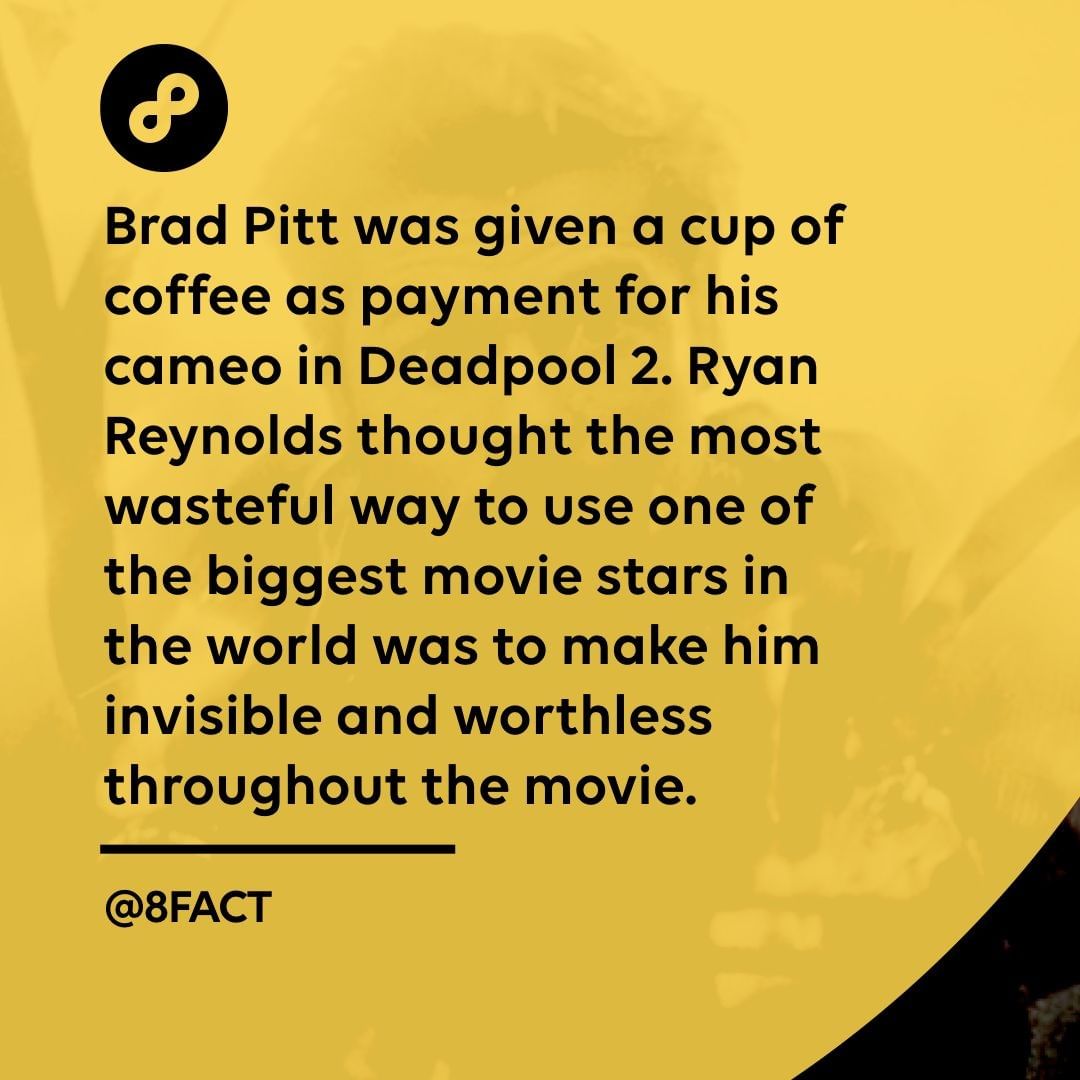 Brad Pitt was given a cup of
coffee as payment for his
cameo in Deadpool 2. Ryan
Reynolds thought the most
wasteful way to use one of
the biggest movie stars in
the world was to make him
invisible and worthless
throughout the movie.
@8FACT